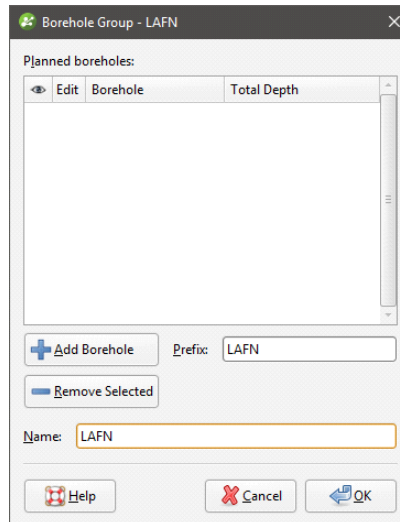 Borehole Group - LAFN
Planned boreholes:
Edit Borehole Total Depth
Add Borehole Prefix: LAFN
Remove Selected
Name: LAFN
Help Cancel OK